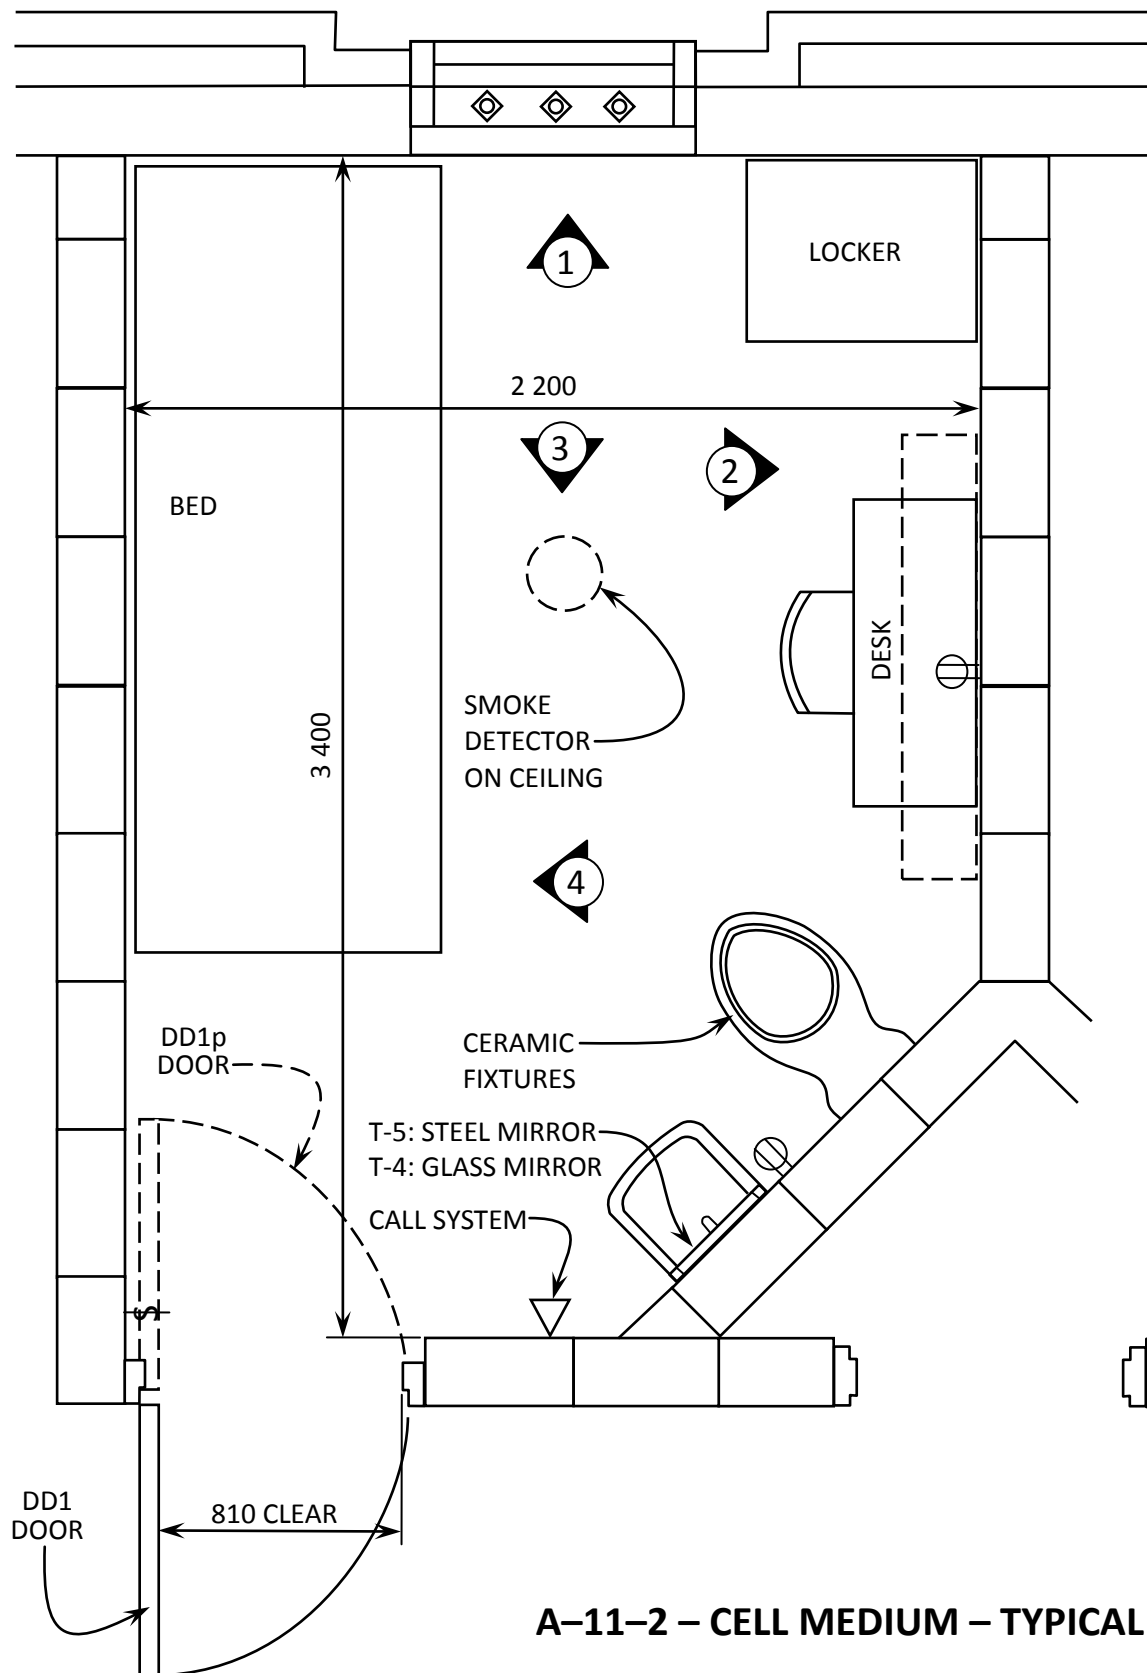 1
LOCKER
2 200
3
2
BED
DESK
SMOKE
DETECTOR
ON CEILING
3 400
4
DD1p
DOOR
CERAMIC
FIXTURES
T-5: STEEL MIRROR
T-4: GLASS MIRROR
CALL SYSTEM
$
DD1
DOOR
810 CLEAR
A–11–2 – CELL MEDIUM – TYPICAL